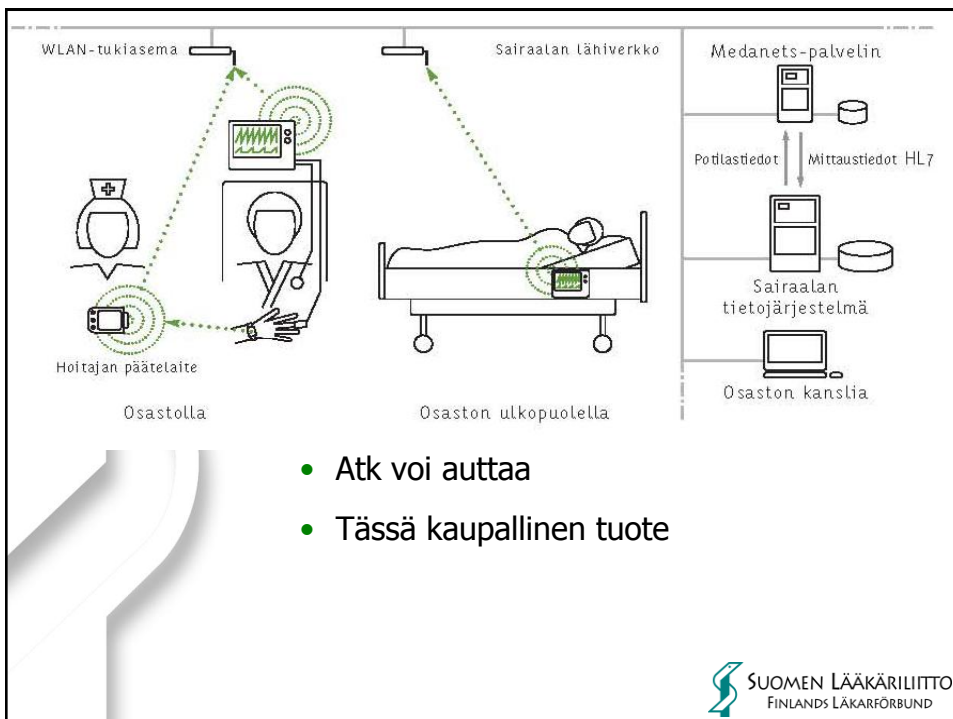 WLAN-tukiasema
Sairaalan lähiverkko
Medanets-palvelin
Potilastiedot
Mittaustiedot HL7
Sairaalan
tietojärjestelmä
Hoitajan päätelaite
Osaston kanslia
Osastolla
Osaston ulkopuolella
• Atk voi auttaa
• Tässä kaupallinen tuote
SUOMEN LÄÄKÄRILIITTO
FINLANDS LÄKARFÖRBUND